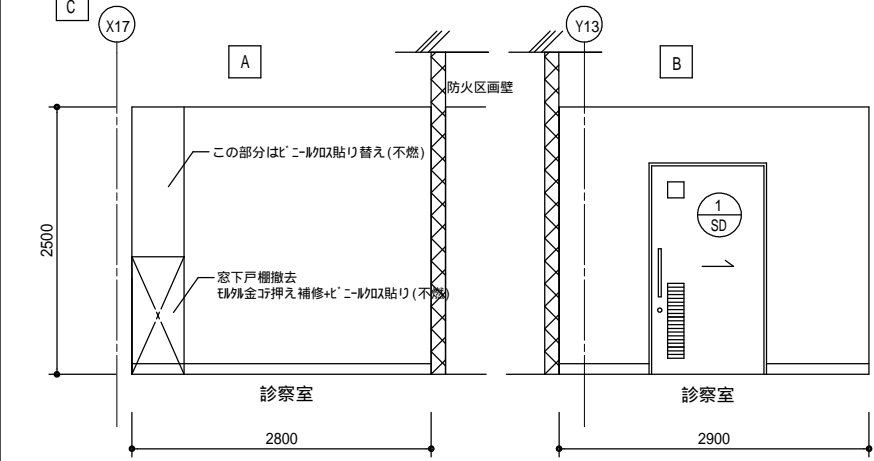 C
X17
A
防火区画壁
この部分はﾋﾞﾆｰﾙｸﾛｽ貼り替え(不燃)
2500
窓下戸棚撤去
ﾓﾙﾀﾙ金ｺﾃ押え補修+ﾋﾞﾆｰﾙｸﾛｽ貼り(不燃)
診察室
2800
Y13
B
1
SD
診察室
2900